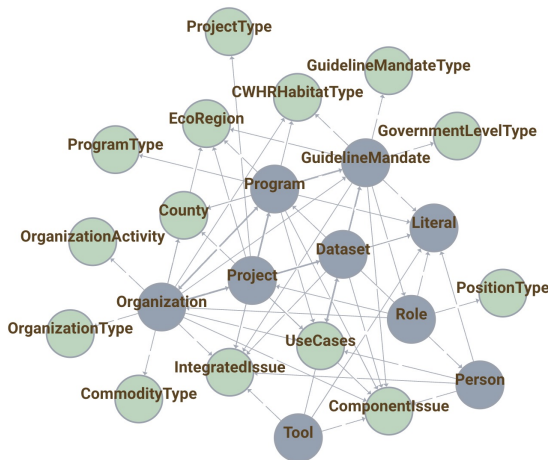 ProjectType
GuidelineMandateType
CWHRHabitatType
EcoRegion
GovernmentLevelType
ProgramType
GuidelineMandate
Program
County
Literal
OrganizationActivity
Dataset
Project
PositionType
Organization
Role
OrganizationType
UseCases
IntegratedIssue
Person
CommodityType
ComponentIssue
Tool